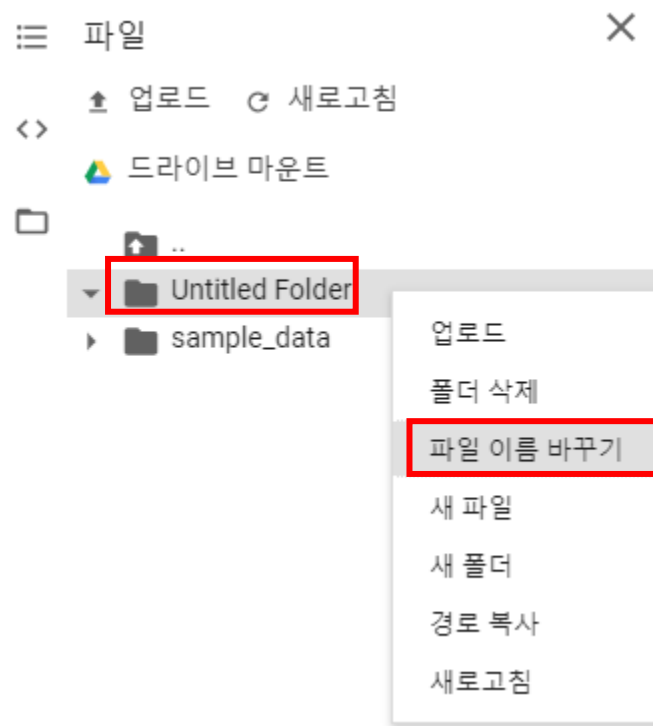 파일
업로드 새로고침
드라이브 마운트
..
Untitled Folder
sample_data
업로드
폴더 삭제
파일 이름 바꾸기
새 파일
새 폴더
경로 복사
새로고침